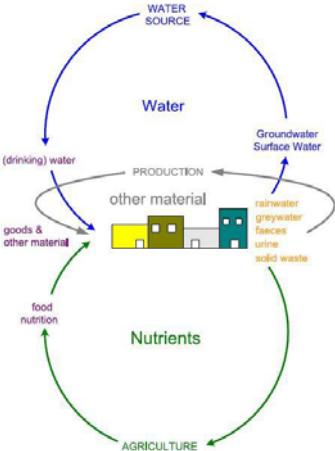 WATER
SOURCE
Water
Groundwater
Surface Water
(drinking) water
PRODUCTION
other material
goods &
other material
rainwater
greywater
faeces
urine
solid waste
food
nutrition
Nutrients
AGRICULTURE